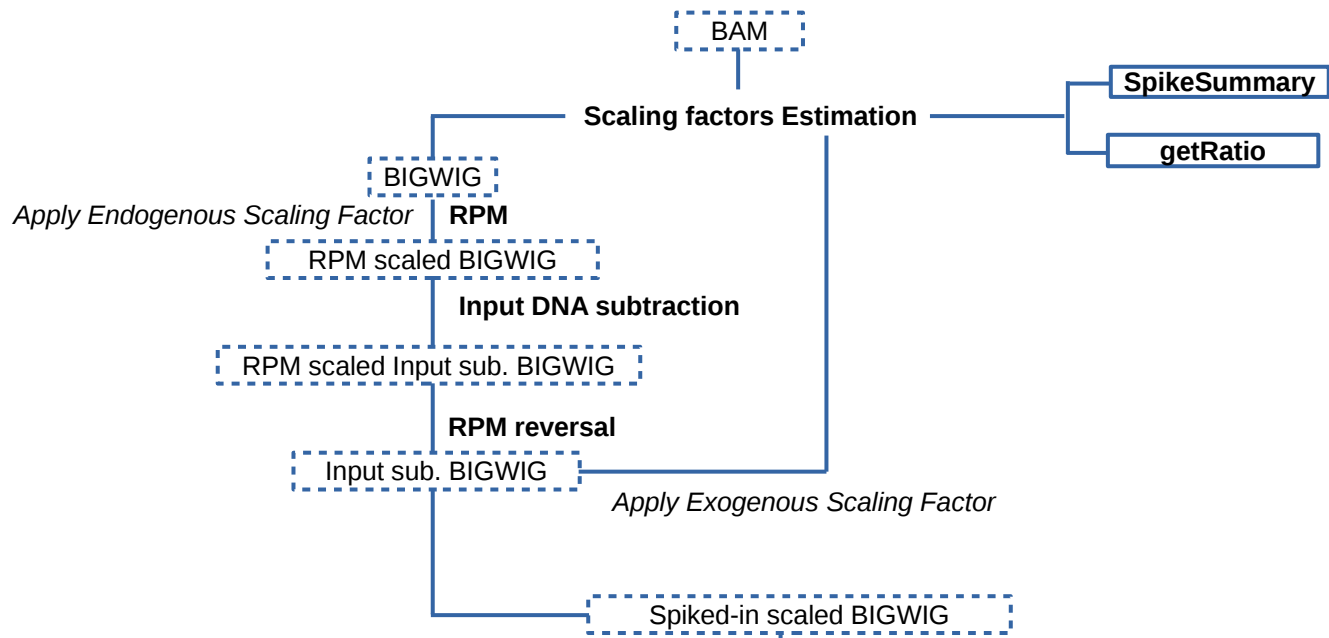 BAM
Scaling factors Estimation
SpikeSummary
getRatio
BIGWIG
Apply Endogenous Scaling Factor
RPM
RPM scaled BIGWIG
Input DNA subtraction
RPM scaled Input sub. BIGWIG
RPM reversal
Input sub. BIGWIG
Apply Exogenous Scaling Factor
Spiked-in scaled BIGWIG